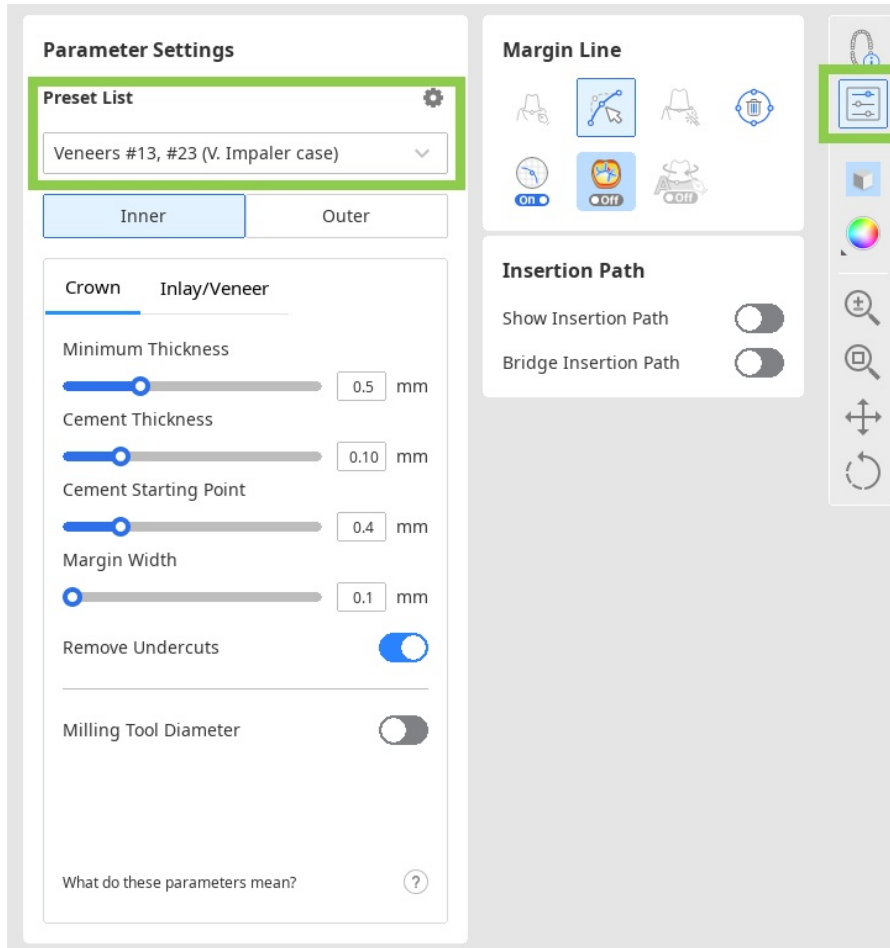 Parameter Settings
Preset List
Veneers #13, #23 (V. Impaler case)
Inner Outer
Crown Inlay/Veneer
Minimum Thickness
0.5 mm
Cement Thickness
0.10 mm
Cement Starting Point
0.4 mm
Margin Width
0.1 mm
Remove Undercuts
Milling Tool Diameter
What do these parameters mean? ?
Margin Line
On Off Off
Insertion Path
Show Insertion Path
Bridge Insertion Path